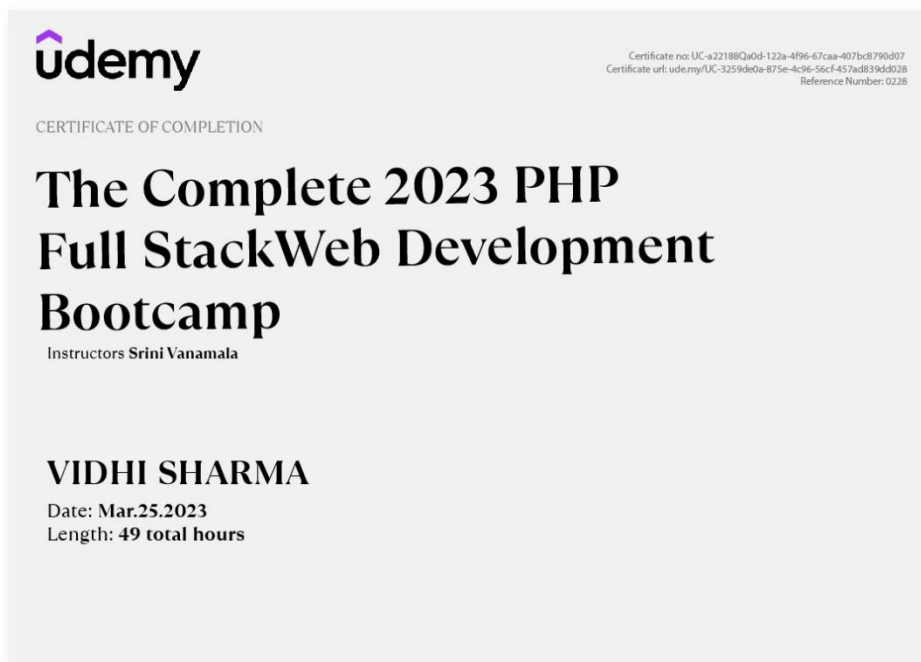 ûdemy
Certificate no: UC-a22188Qa0d-122a-4f96-67caa-407bc8790d07
Certificate url: ude.my/UC-3259de0a-875e-4c96-56cf-457ad839dd028
Reference Number: 0228
CERTIFICATE OF COMPLETION
The Complete 2023 PHP
Full StackWeb Development
Bootcamp
Instructors Srini Vanamala
VIDHI SHARMA
Date: Mar.25.2023
Length: 49 total hours